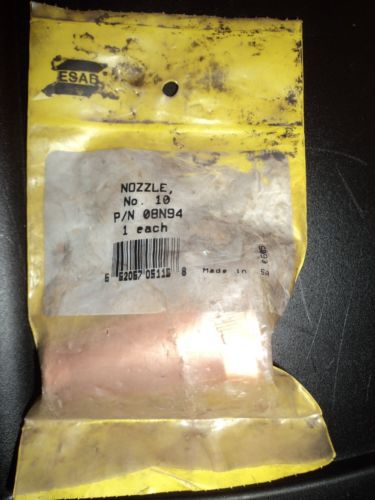 ESAB
NOZZLE,
No. 10
P/N 08N94
1 each
Made in